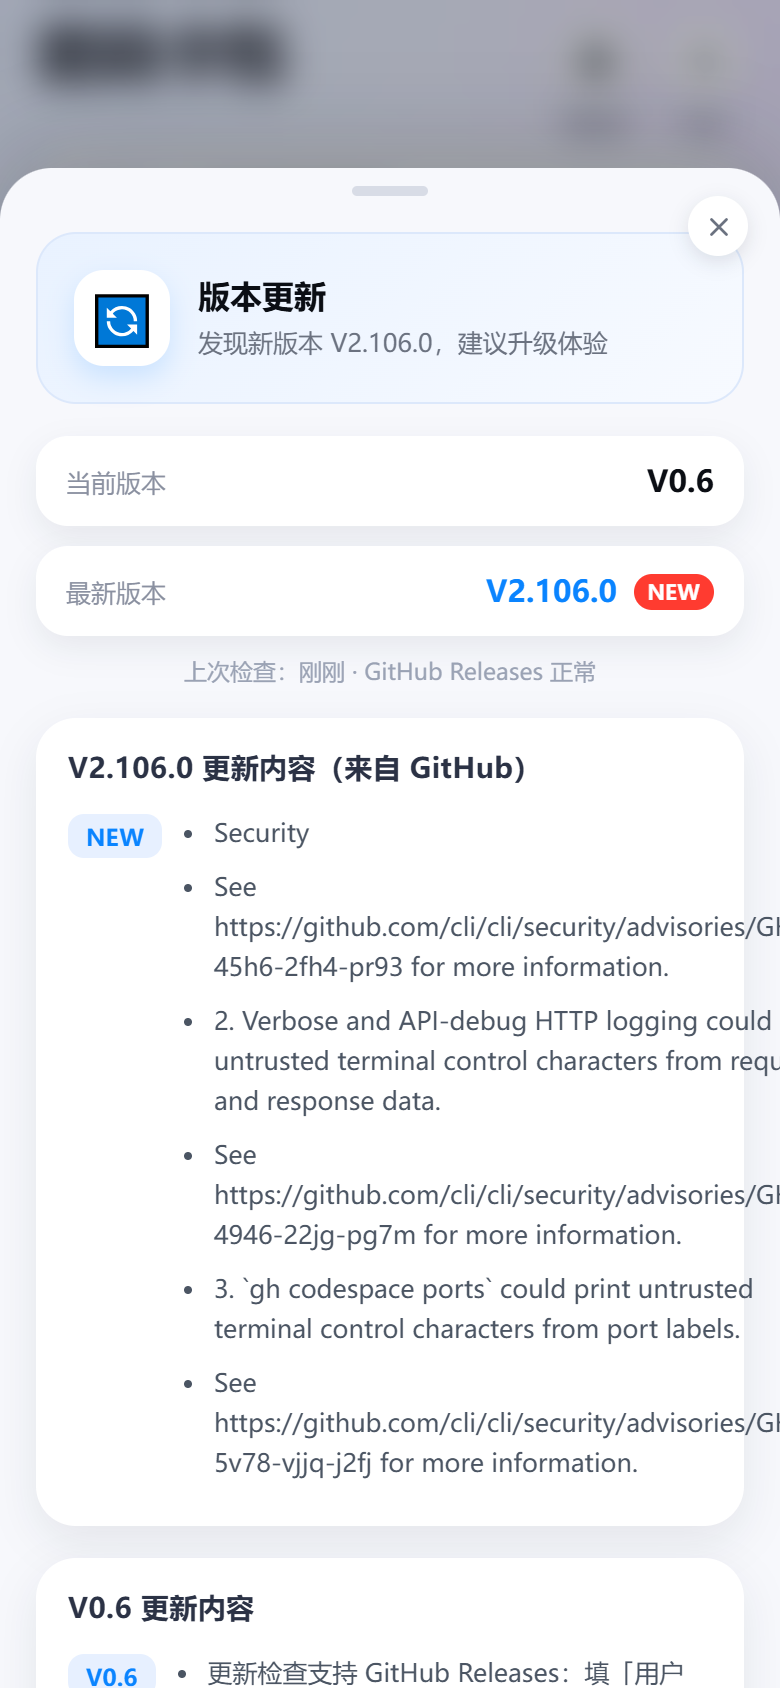 版本更新
发现新版本 V2.106.0，建议升级体验
当前版本
V0.6
最新版本
V2.106.0 NEW
上次检查：刚刚 · GitHub Releases 正常
V2.106.0 更新内容（来自 GitHub）
NEW
• Security
• See
https://github.com/cli/cli/security/advisories/GH
45h6-2fh4-pr93 for more information.
• 2. Verbose and API-debug HTTP logging could
untrusted terminal control characters from requ
and response data.
• See
https://github.com/cli/cli/security/advisories/GH
4946-22jg-pg7m for more information.
• 3. `gh codespace ports` could print untrusted
terminal control characters from port labels.
• See
https://github.com/cli/cli/security/advisories/GH
5v78-vjjq-j2fj for more information.
V0.6 更新内容
V0.6
• 更新检查支持 GitHub Releases：填「用户